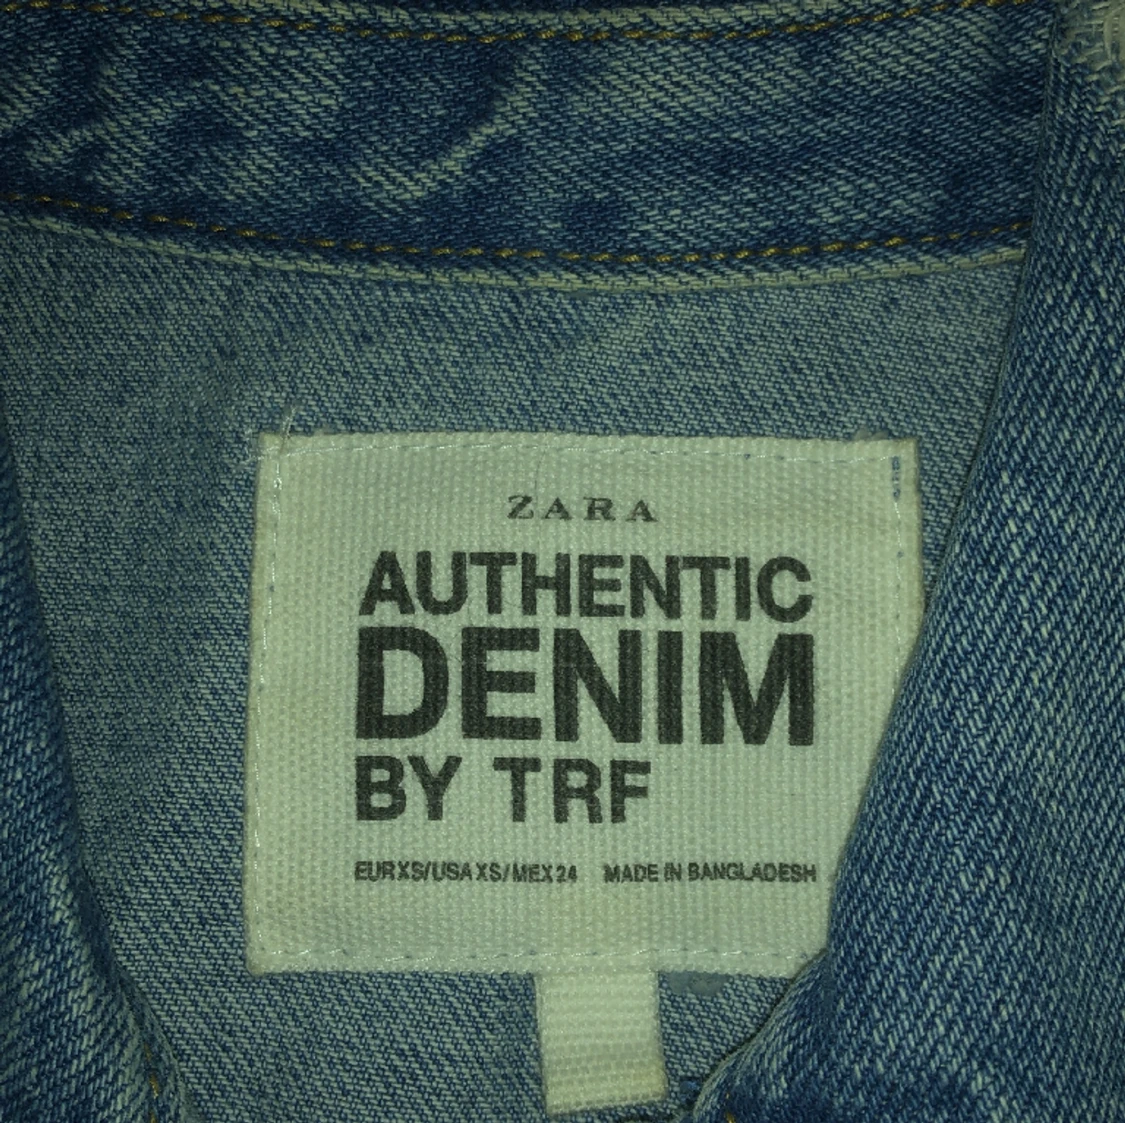 ZARA
AUTHENTIC
DENIM
BY TRF
EUR XS/USA XS/MEX 24 MADE IN BANGLADESH